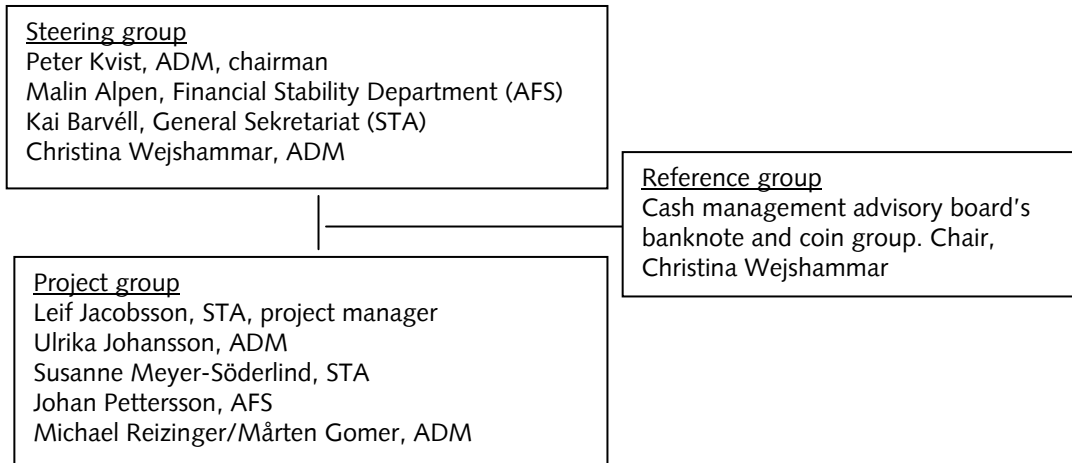 Steering group
Peter Kvist, ADM, chairman
Malin Alpen, Financial Stability Department (AFS)
Kai Barvéll, General Sekretariat (STA)
Christina Wejshammar, ADM
Reference group
Cash management advisory board's
banknote and coin group. Chair,
Christina Wejshammar
Project group
Leif Jacobsson, STA, project manager
Ulrika Johansson, ADM
Susanne Meyer-Söderlind, STA
Johan Pettersson, AFS
Michael Reizinger/Mårten Gomer, ADM